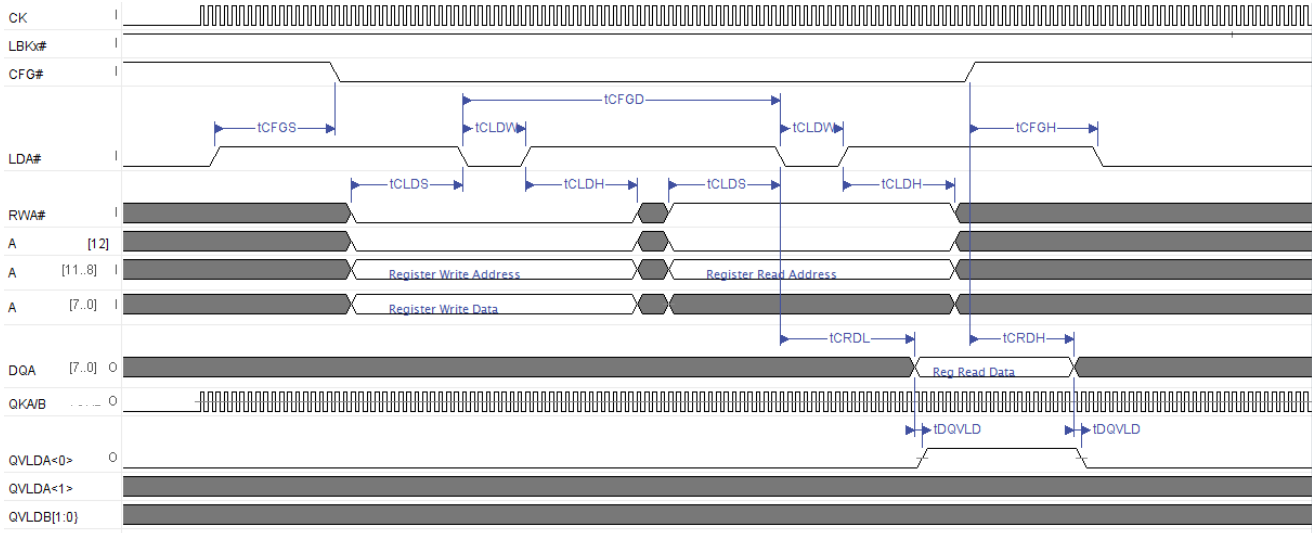 CK I
LBKx# I
CFG# I
tCFGD
tCFGS tCLDW tCLDW tCFGH
LDA# I
tCLDS tCLDH tCLDS tCLDH
RWA# I
A [12]
A [11..8] I Register Write Address Register Read Address
A [7..0] I Register Write Data
tCRDL tCRDH
DQA [7..0] O Reg Read Data
QKA/B O
tDQVLD tDQVLD
QVLDA<0> O
QVLDA<1>
QVLDB[1:0}